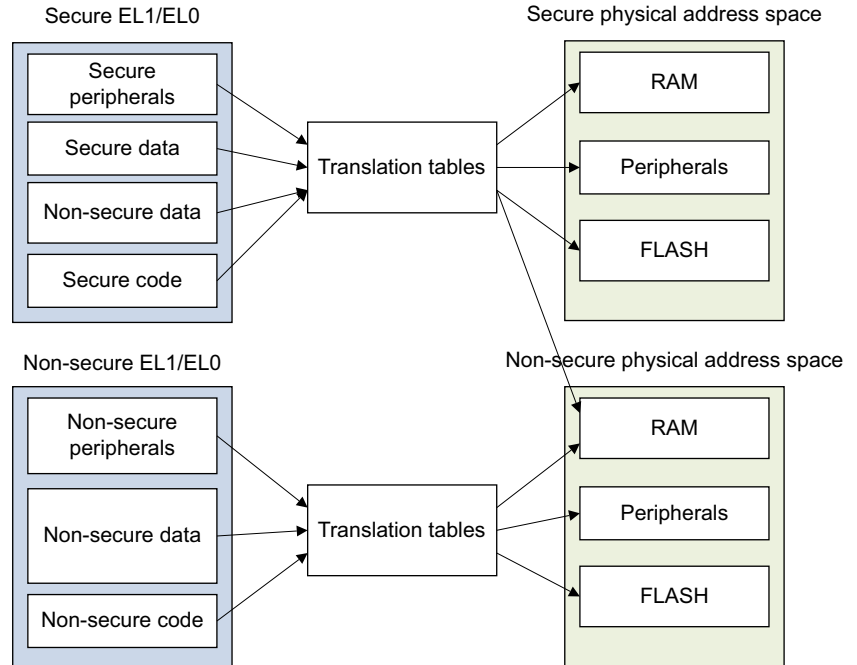 Secure EL1/EL0
Secure
peripherals
Secure data
Non-secure data
Secure code
Translation tables
Secure physical address space
RAM
Peripherals
FLASH
Non-secure EL1/EL0
Non-secure
peripherals
Non-secure data
Non-secure code
Translation tables
Non-secure physical address space
RAM
Peripherals
FLASH